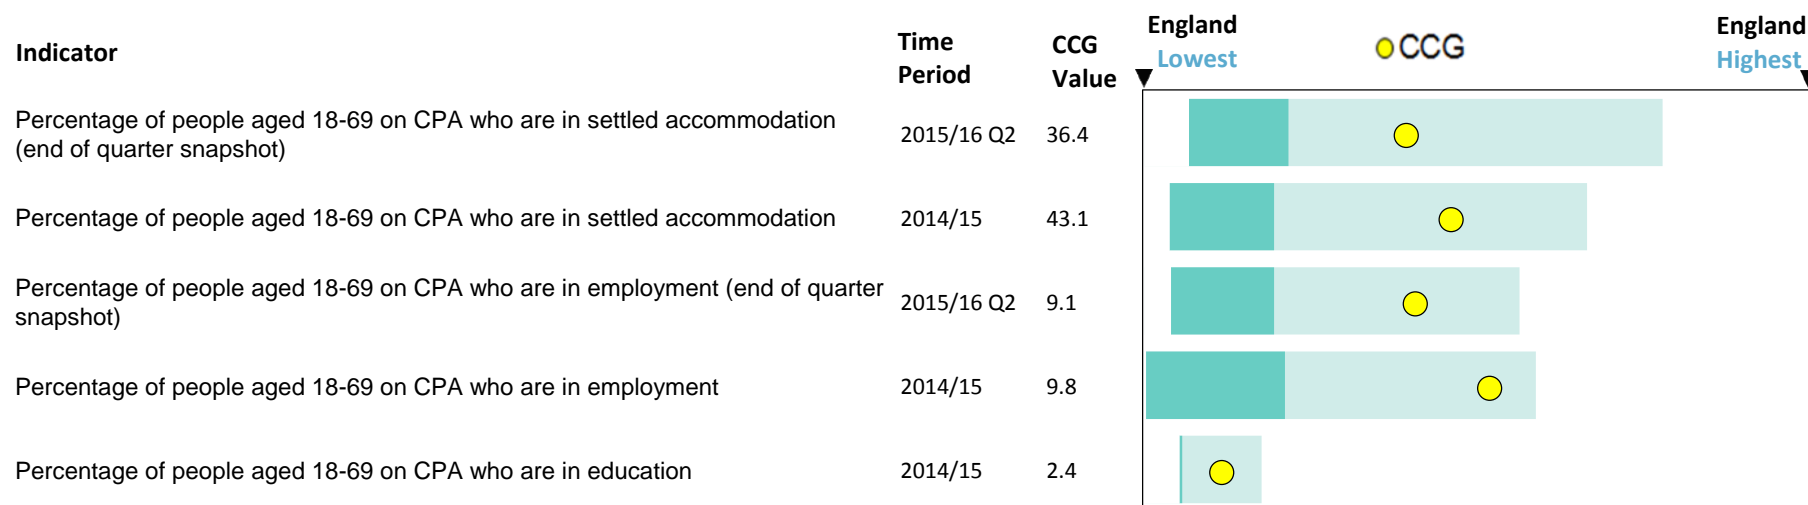 Indicator
Time Period
CCG Value
England Lowest
CCG
England Highest
Percentage of people aged 18-69 on CPA who are in settled accommodation
(end of quarter snapshot)
2015/16 Q2
36.4
Percentage of people aged 18-69 on CPA who are in settled accommodation
2014/15
43.1
Percentage of people aged 18-69 on CPA who are in employment (end of quarter
snapshot)
2015/16 Q2
9.1
Percentage of people aged 18-69 on CPA who are in employment
2014/15
9.8
Percentage of people aged 18-69 on CPA who are in education
2014/15
2.4